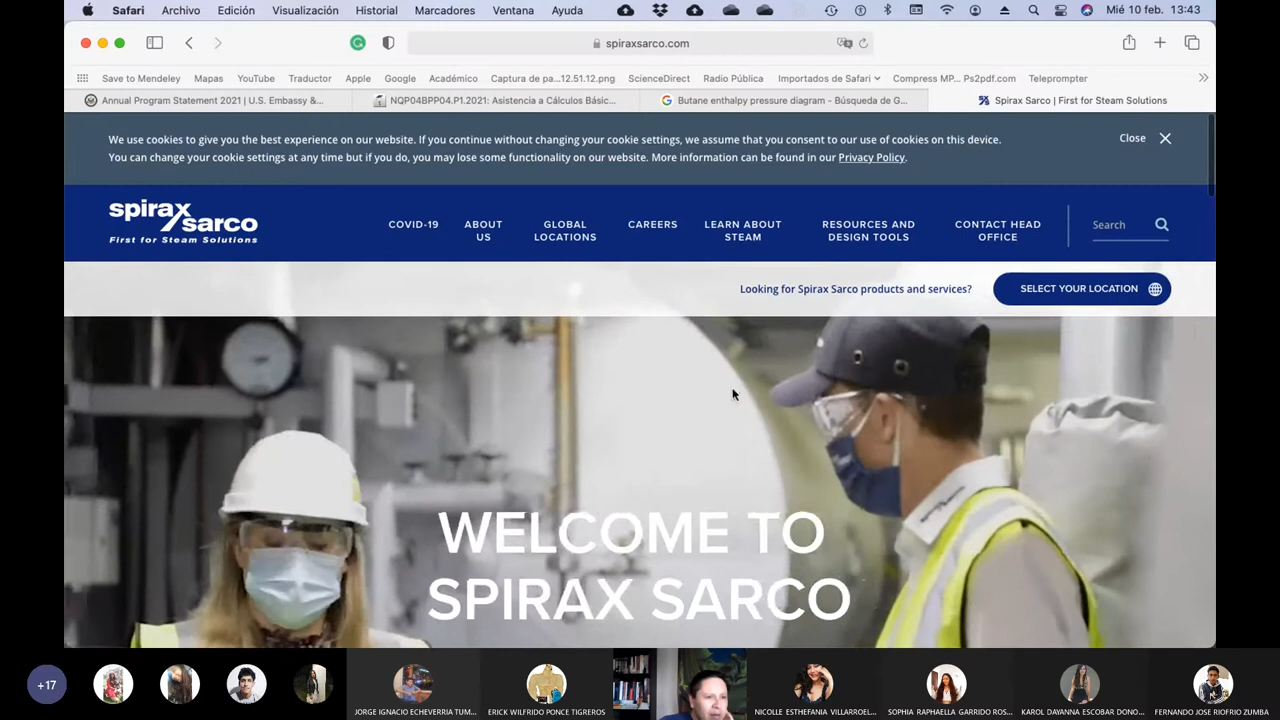 Safari Archivo Edición Visualización Historial Marcadores Ventana Ayuda Mié 10 feb. 13:43
spiraxsarco.com
Save to Mendeley Mapas YouTube Traductor Apple Google Académico Captura de pa...12.51.12.png ScienceDirect Radio Pública Importados de Safari Compress MP... Ps2pdf.com Teleprompter
Annual Program Statement 2021 | U.S. Embassy &... NQP04BPP04.P1.2021: Asistencia a Cálculos Básic... Butane enthalpy pressure diagram - Búsqueda de G... Spirax Sarco | First for Steam Solutions
We use cookies to give you the best experience on our website. If you continue without changing your cookie settings, we assume that you consent to our use of cookies on this device.
You can change your cookie settings at any time but if you do, you may lose some functionality on our website. More information can be found in our Privacy Policy.
Close
spirax sarco
First for Steam Solutions
COVID-19
ABOUT US
GLOBAL LOCATIONS
CAREERS
LEARN ABOUT STEAM
RESOURCES AND DESIGN TOOLS
CONTACT HEAD OFFICE
Search
Looking for Spirax Sarco products and services? SELECT YOUR LOCATION
WELCOME TO
SPIRAX SARCO
+17
JORGE IGNACIO ECHEVERRIA TUM... ERICK WILFRIDO PONCE TIGREROS NICOLLE ESTHEFANIA VILLARROEL... SOPHIA RAPHAELLA GARRIDO ROS... KAROL DAYANNA ESCOBAR DONO... FERNANDO JOSE RIOFRIO ZUMBA